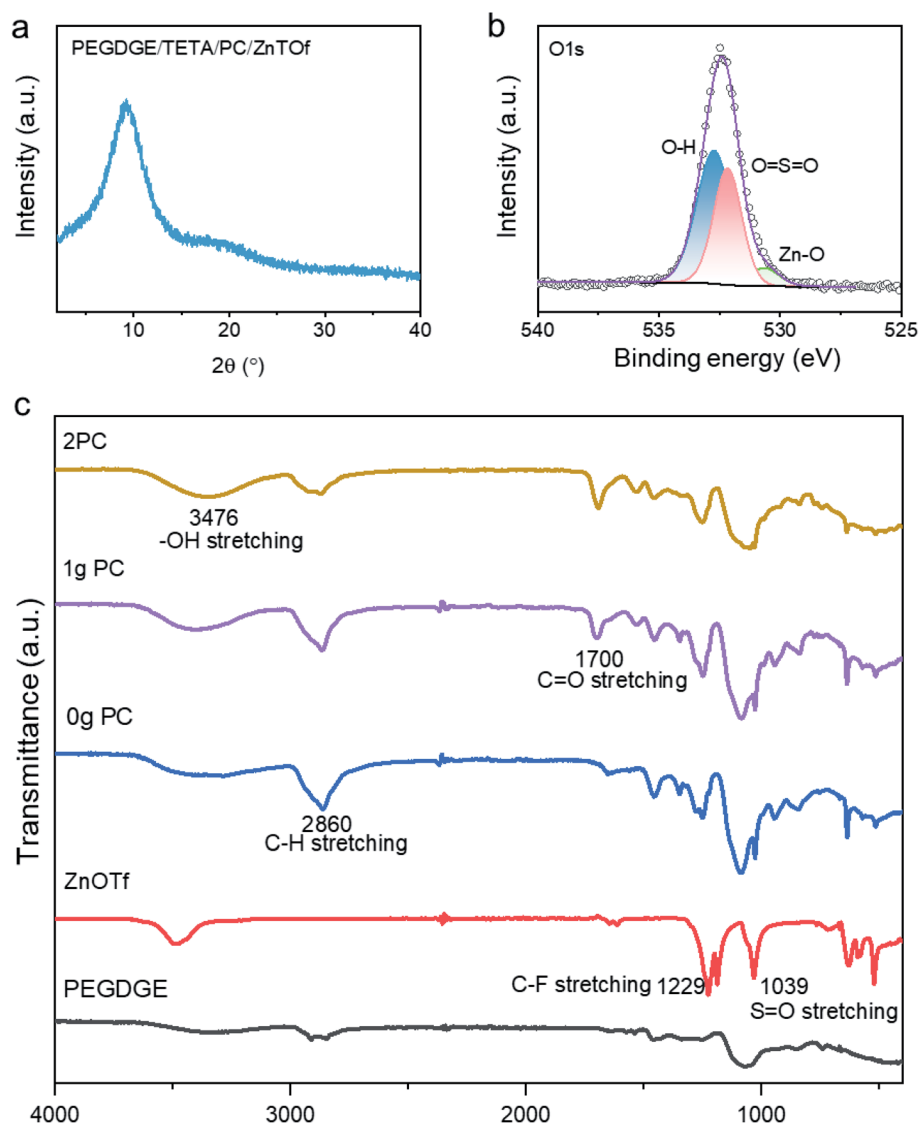 a
PEGDGE/TETA/PC/ZnTOf
Intensity (a.u.)
10
20
30
40
2θ (°)
b
O1s
O-H
O=S=O
Zn-O
Intensity (a.u.)
540
535
530
525
Binding energy (eV)
c
2PC
3476
-OH stretching
1g PC
1700
C=O stretching
0g PC
2860
C-H stretching
ZnOTf
C-F stretching 1229
1039
S=O stretching
PEGDGE
Transmittance (a.u.)
4000
3000
2000
1000